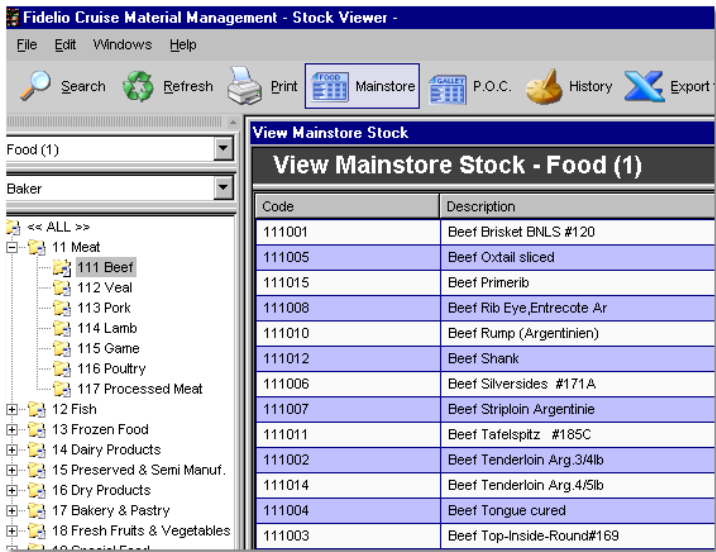 Fidelio Cruise Material Management - Stock Viewer -
File Edit Windows Help
Search Refresh Print FOOD Mainstore GALLEY P.O.C. History Export
Food (1)
Baker
<< ALL >>
11 Meat
111 Beef
112 Veal
113 Pork
114 Lamb
115 Game
116 Poultry
117 Processed Meat
12 Fish
13 Frozen Food
14 Dairy Products
15 Preserved & Semi Manuf.
16 Dry Products
17 Bakery & Pastry
18 Fresh Fruits & Vegetables
View Mainstore Stock
View Mainstore Stock - Food (1)
Code Description
111001 Beef Brisket BNLS #120
111005 Beef Oxtail sliced
111015 Beef Primerib
111008 Beef Rib Eye,Entrecote Ar
111010 Beef Rump (Argentinien)
111012 Beef Shank
111006 Beef Silversides #171A
111007 Beef Striploin Argentinie
111011 Beef Tafelspitz #185C
111002 Beef Tenderloin Arg.3/4lb
111014 Beef Tenderloin Arg.4/5lb
111004 Beef Tongue cured
111003 Beef Top-Inside-Round#169